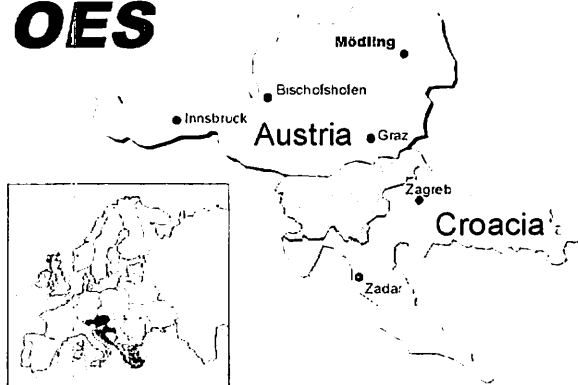 OES
Mödling
Bischofshofen
Innsbruck
Austria
Graz
Zagreb
Croacia
Zadar